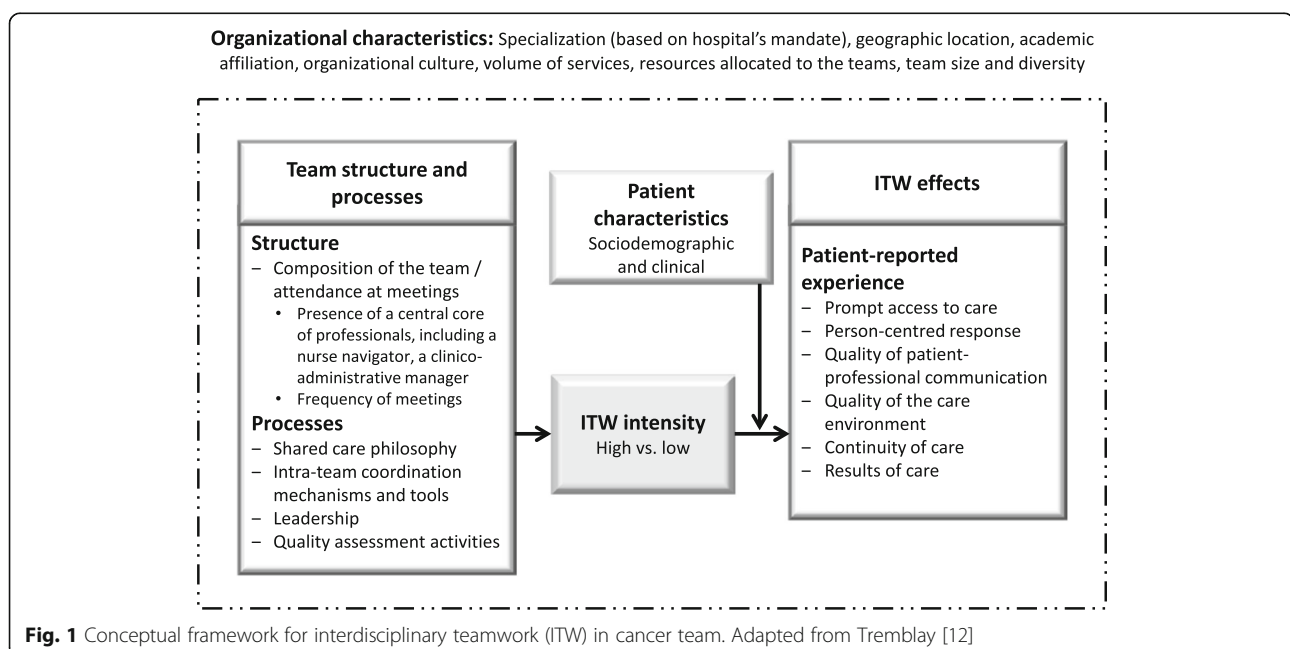 Organizational characteristics: Specialization (based on hospital's mandate), geographic location, academic
affiliation, organizational culture, volume of services, resources allocated to the teams, team size and diversity
Team structure and
processes
Structure
– Composition of the team /
attendance at meetings
• Presence of a central core
of professionals, including a
nurse navigator, a clinico-
administrative manager
• Frequency of meetings
Processes
– Shared care philosophy
– Intra-team coordination
mechanisms and tools
– Leadership
– Quality assessment activities
Patient
characteristics
Sociodemographic
and clinical
ITW intensity
High vs. low
ITW effects
Patient-reported
experience
– Prompt access to care
– Person-centred response
– Quality of patient-
professional communication
– Quality of the care
environment
– Continuity of care
– Results of care
Fig. 1 Conceptual framework for interdisciplinary teamwork (ITW) in cancer team. Adapted from Tremblay [12]